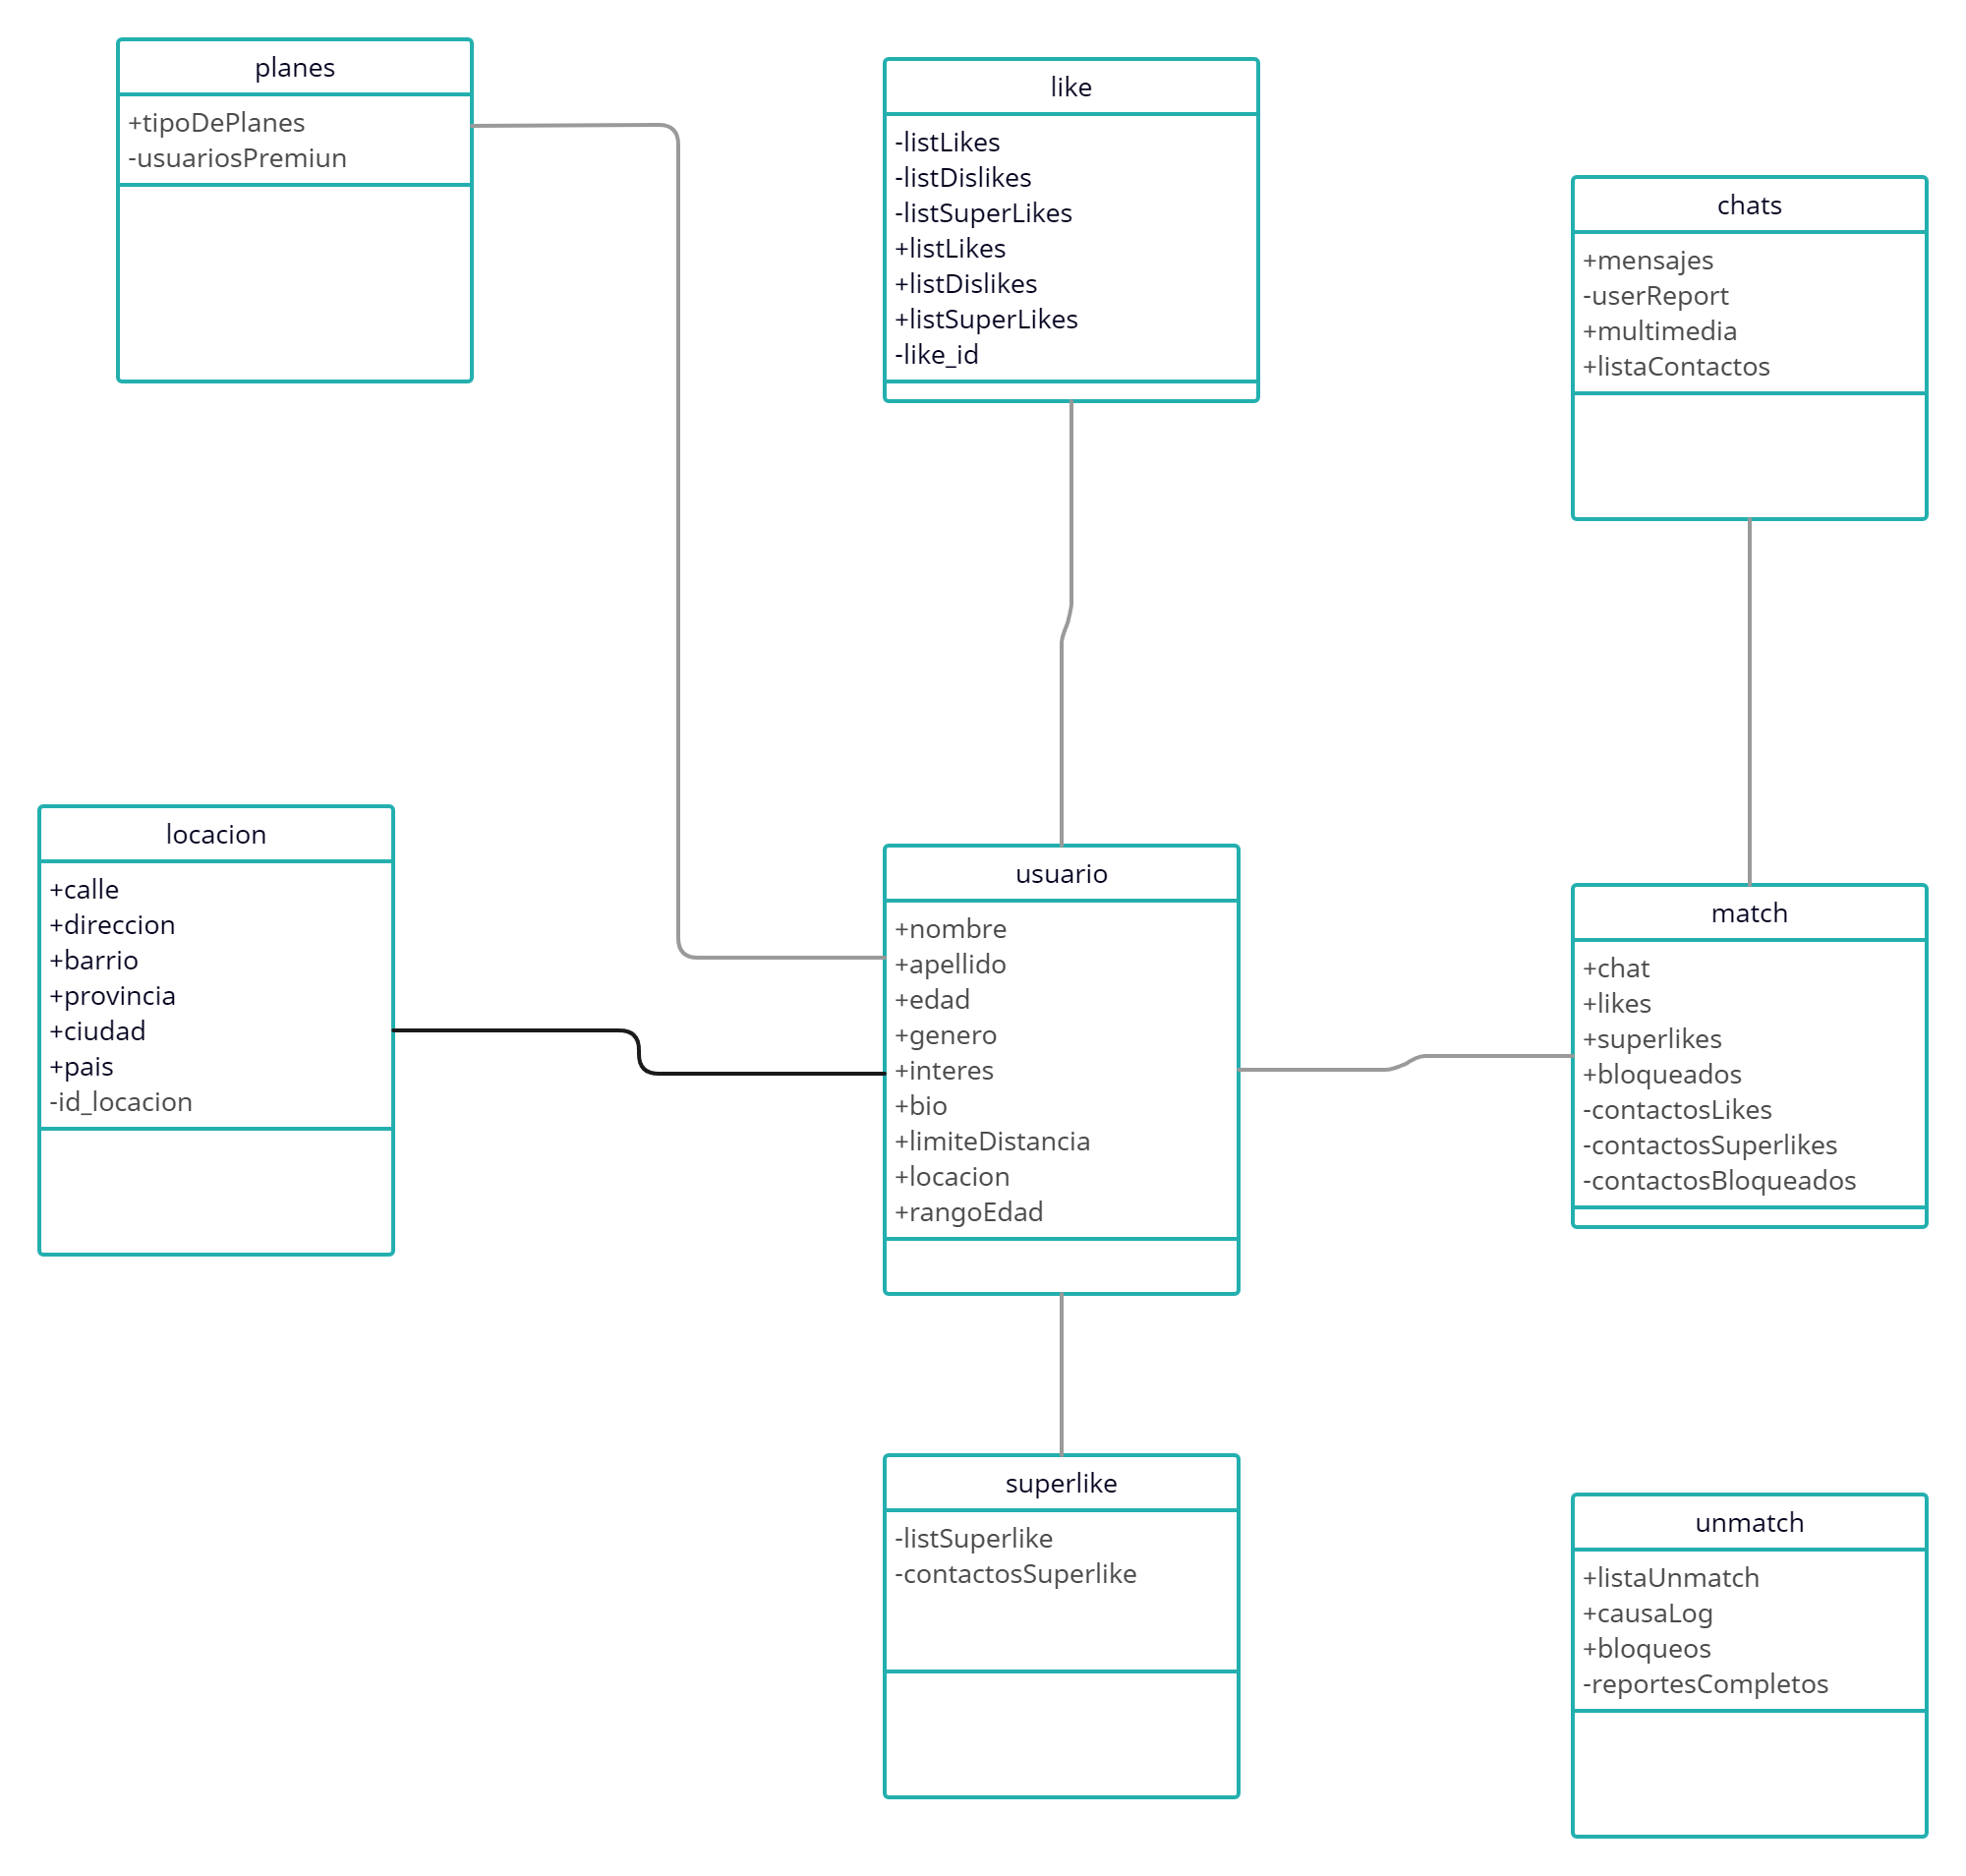 planes
+tipoDePlanes
-usuariosPremiun
like
-listLikes
-listDislikes
-listSuperLikes
+listLikes
+listDislikes
+listSuperLikes
-like_id
chats
+mensajes
-userReport
+multimedia
+listaContactos
locacion
+calle
+direccion
+barrio
+provincia
+ciudad
+pais
-id_locacion
usuario
+nombre
+apellido
+edad
+genero
+interes
+bio
+limiteDistancia
+locacion
+rangoEdad
match
+chat
+likes
+superlikes
+bloqueados
-contactosLikes
-contactosSuperlikes
-contactosBloqueados
superlike
-listSuperlike
-contactosSuperlike
unmatch
+listaUnmatch
+causaLog
+bloqueos
-reportesCompletos